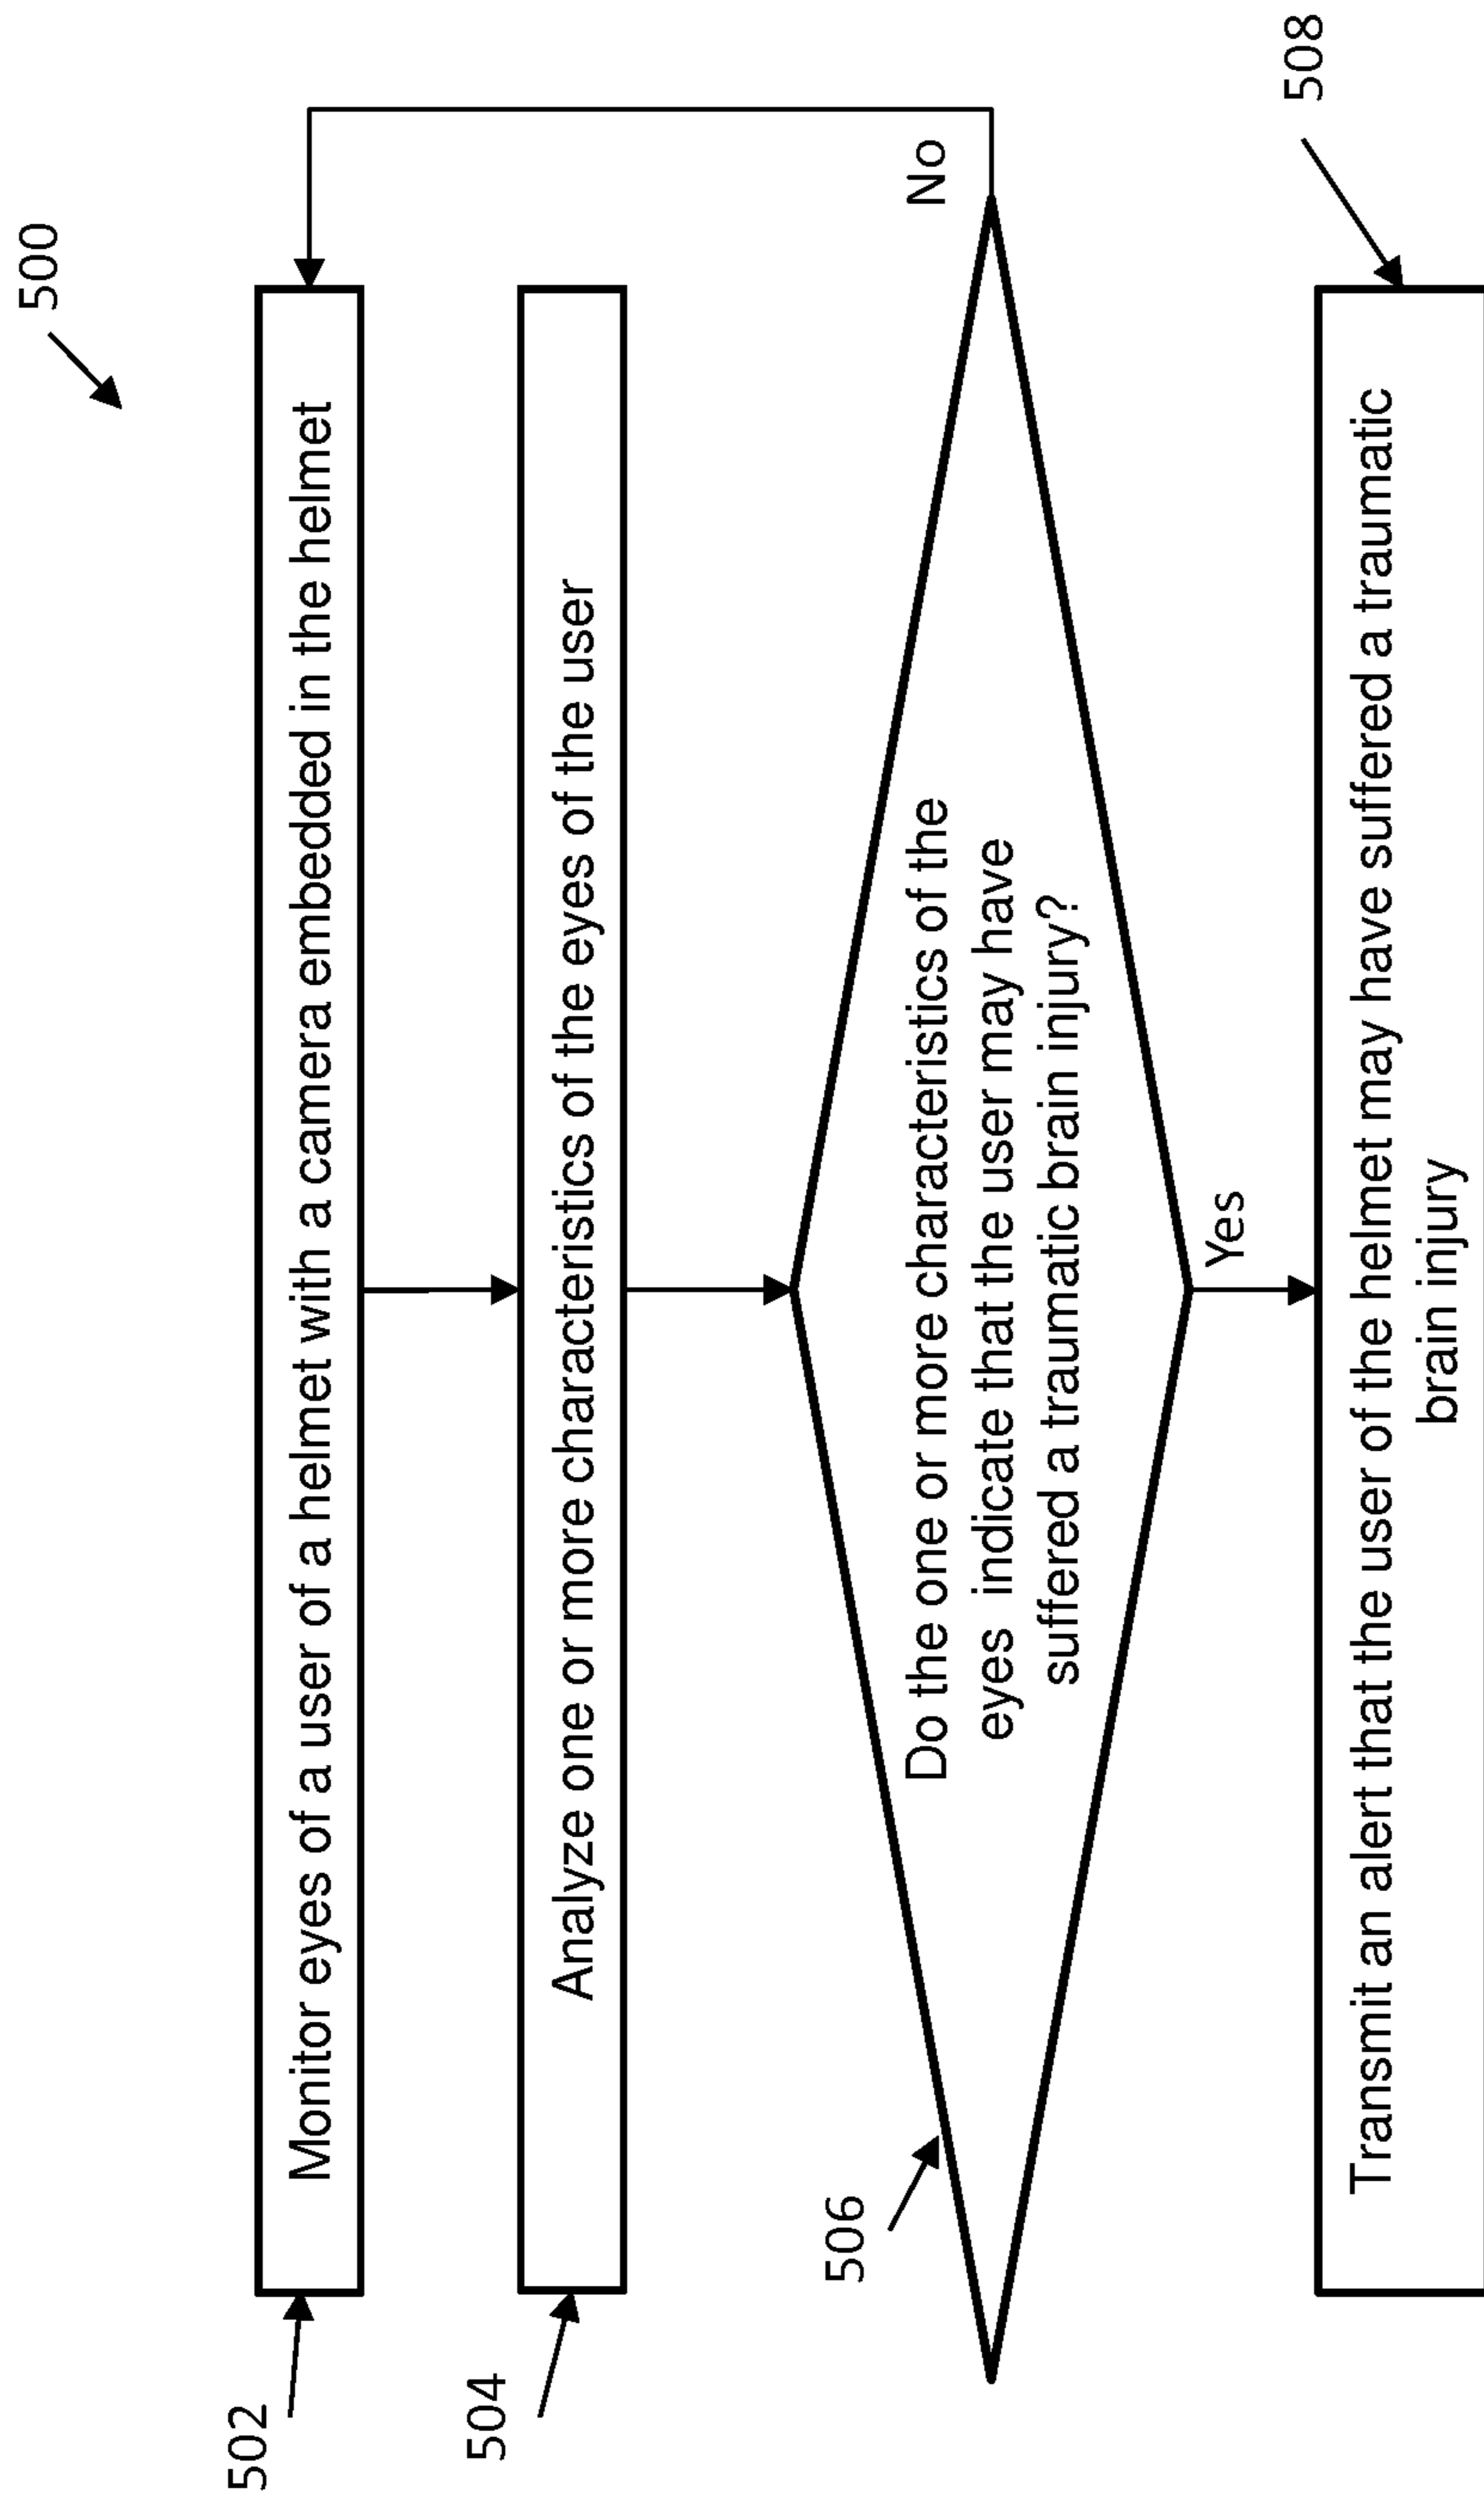 500
502
Monitor eyes of a user of a helmet with a camera embedded in the helmet
504
Analyze one or more characteristics of the eyes of the user
506
Do the one or more characteristics of the
eyes indicate that the user may have
suffered a traumatic brain injury?
No
Yes
508
Transmit an alert that the user of the helmet may have suffered a traumatic
brain injury